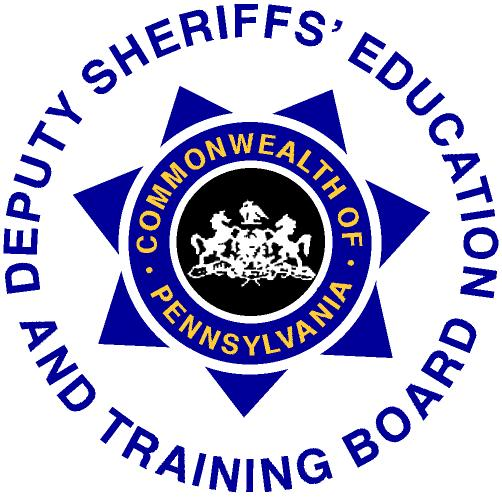 DEPUTY SHERIFFS' EDUCATION
AND TRAINING BOARD
COMMONWEALTH OF
· PENNSYLVANIA ·